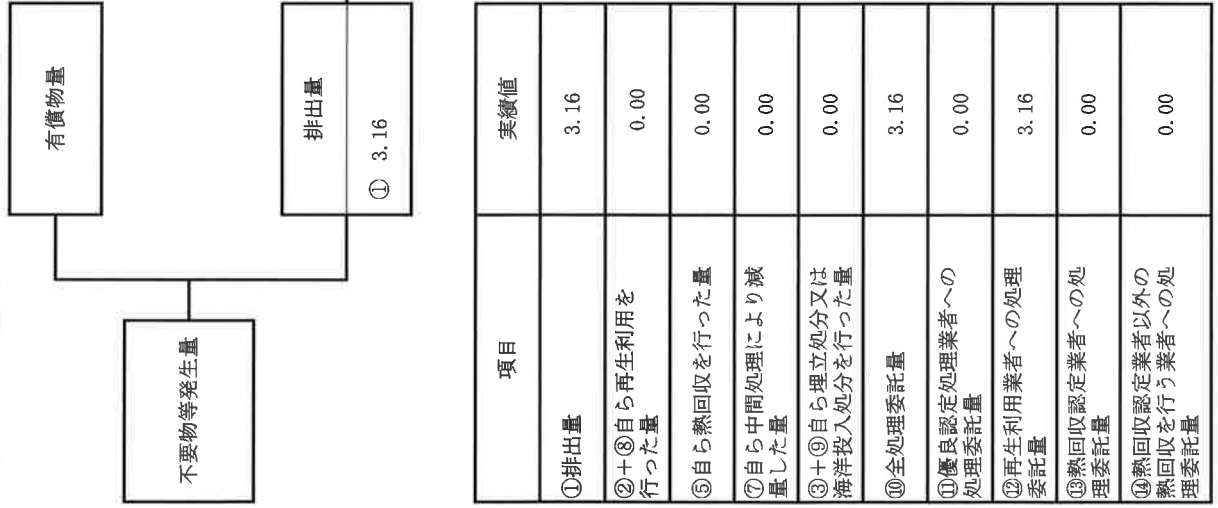 不要物等発生量
有償物量
排出量
① 3.16
項目
実績値
①排出量
3.16
②+⑧自ら再生利用を
行った量
0.00
⑤自ら熱回収を行った量
0.00
⑦自ら中間処理により減
量した量
0.00
③+⑨自ら埋立処分又は
海洋投入処分を行った量
0.00
⑩全処理委託量
3.16
⑪優良認定処理業者への
処理委託量
0.00
⑫再生利用業者への処理
委託量
3.16
⑬熱回収認定業者への処
理委託量
0.00
⑭熱回収認定業者以外の
熱回収を行う業者への処
理委託量
0.00